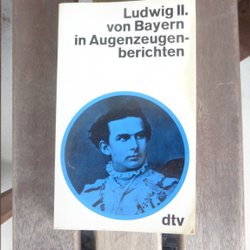 Ludwig II.
von Bayern
in Augenzeugen-
berichten
dtv